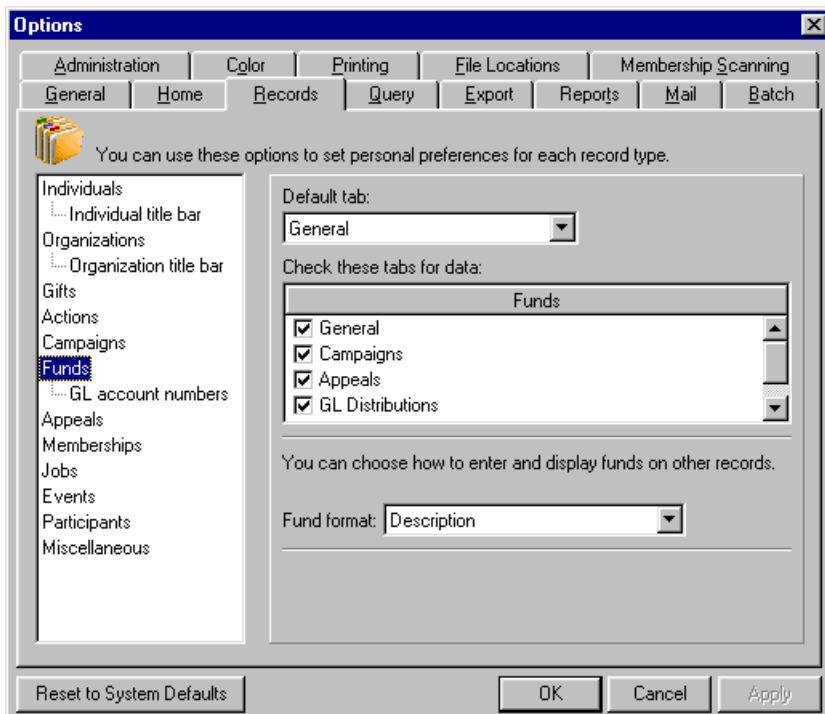 Options
Administration Color Printing File Locations Membership Scanning
General Home Records Query Export Reports Mail Batch
You can use these options to set personal preferences for each record type.
Individuals
Individual title bar
Organizations
Organization title bar
Gifts
Actions
Campaigns
Funds
GL account numbers
Appeals
Memberships
Jobs
Events
Participants
Miscellaneous
Default tab:
General
Check these tabs for data:
Funds
General
Campaigns
Appeals
GL Distributions
You can choose how to enter and display funds on other records.
Fund format: Description
Reset to System Defaults OK Cancel Apply